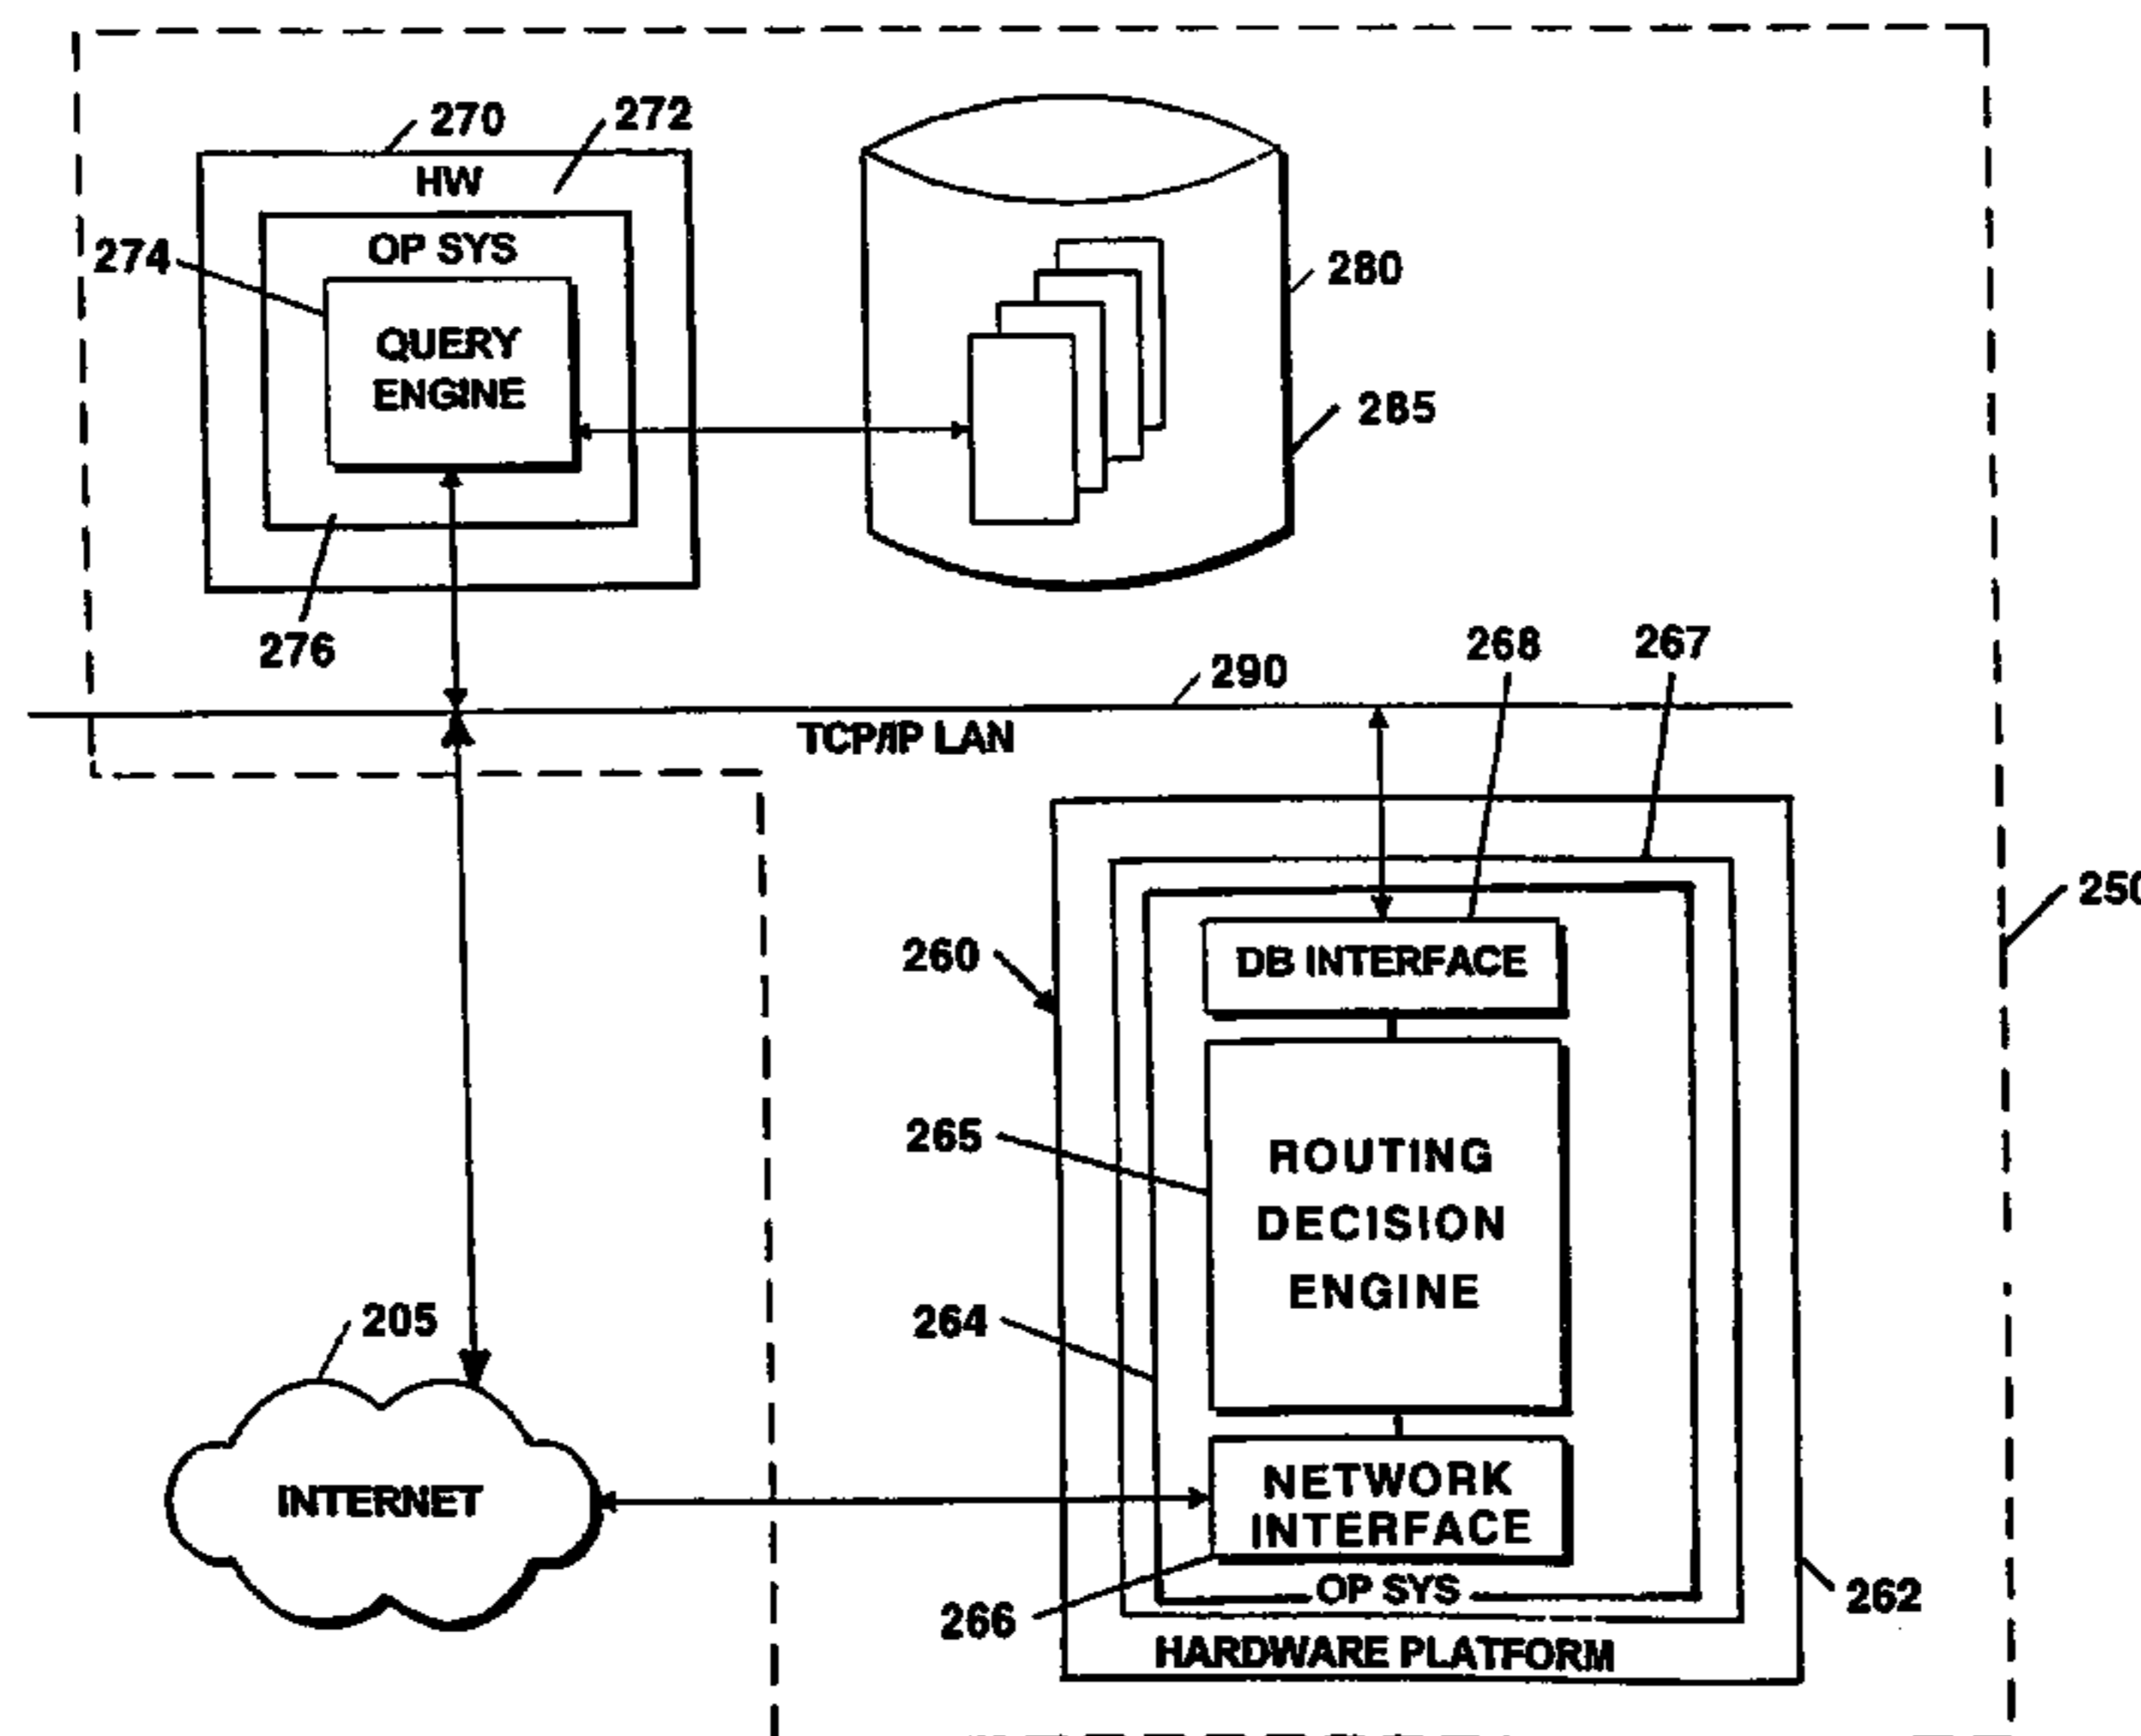 270
272
HW
274
OP SYS
QUERY
ENGINE
280
285
276
290
268
267
TCP/IP LAN
250
260
DB INTERFACE
265
ROUTING
DECISION
ENGINE
264
205
INTERNET
NETWORK
INTERFACE
OP SYS
266
262
HARDWARE PLATFORM